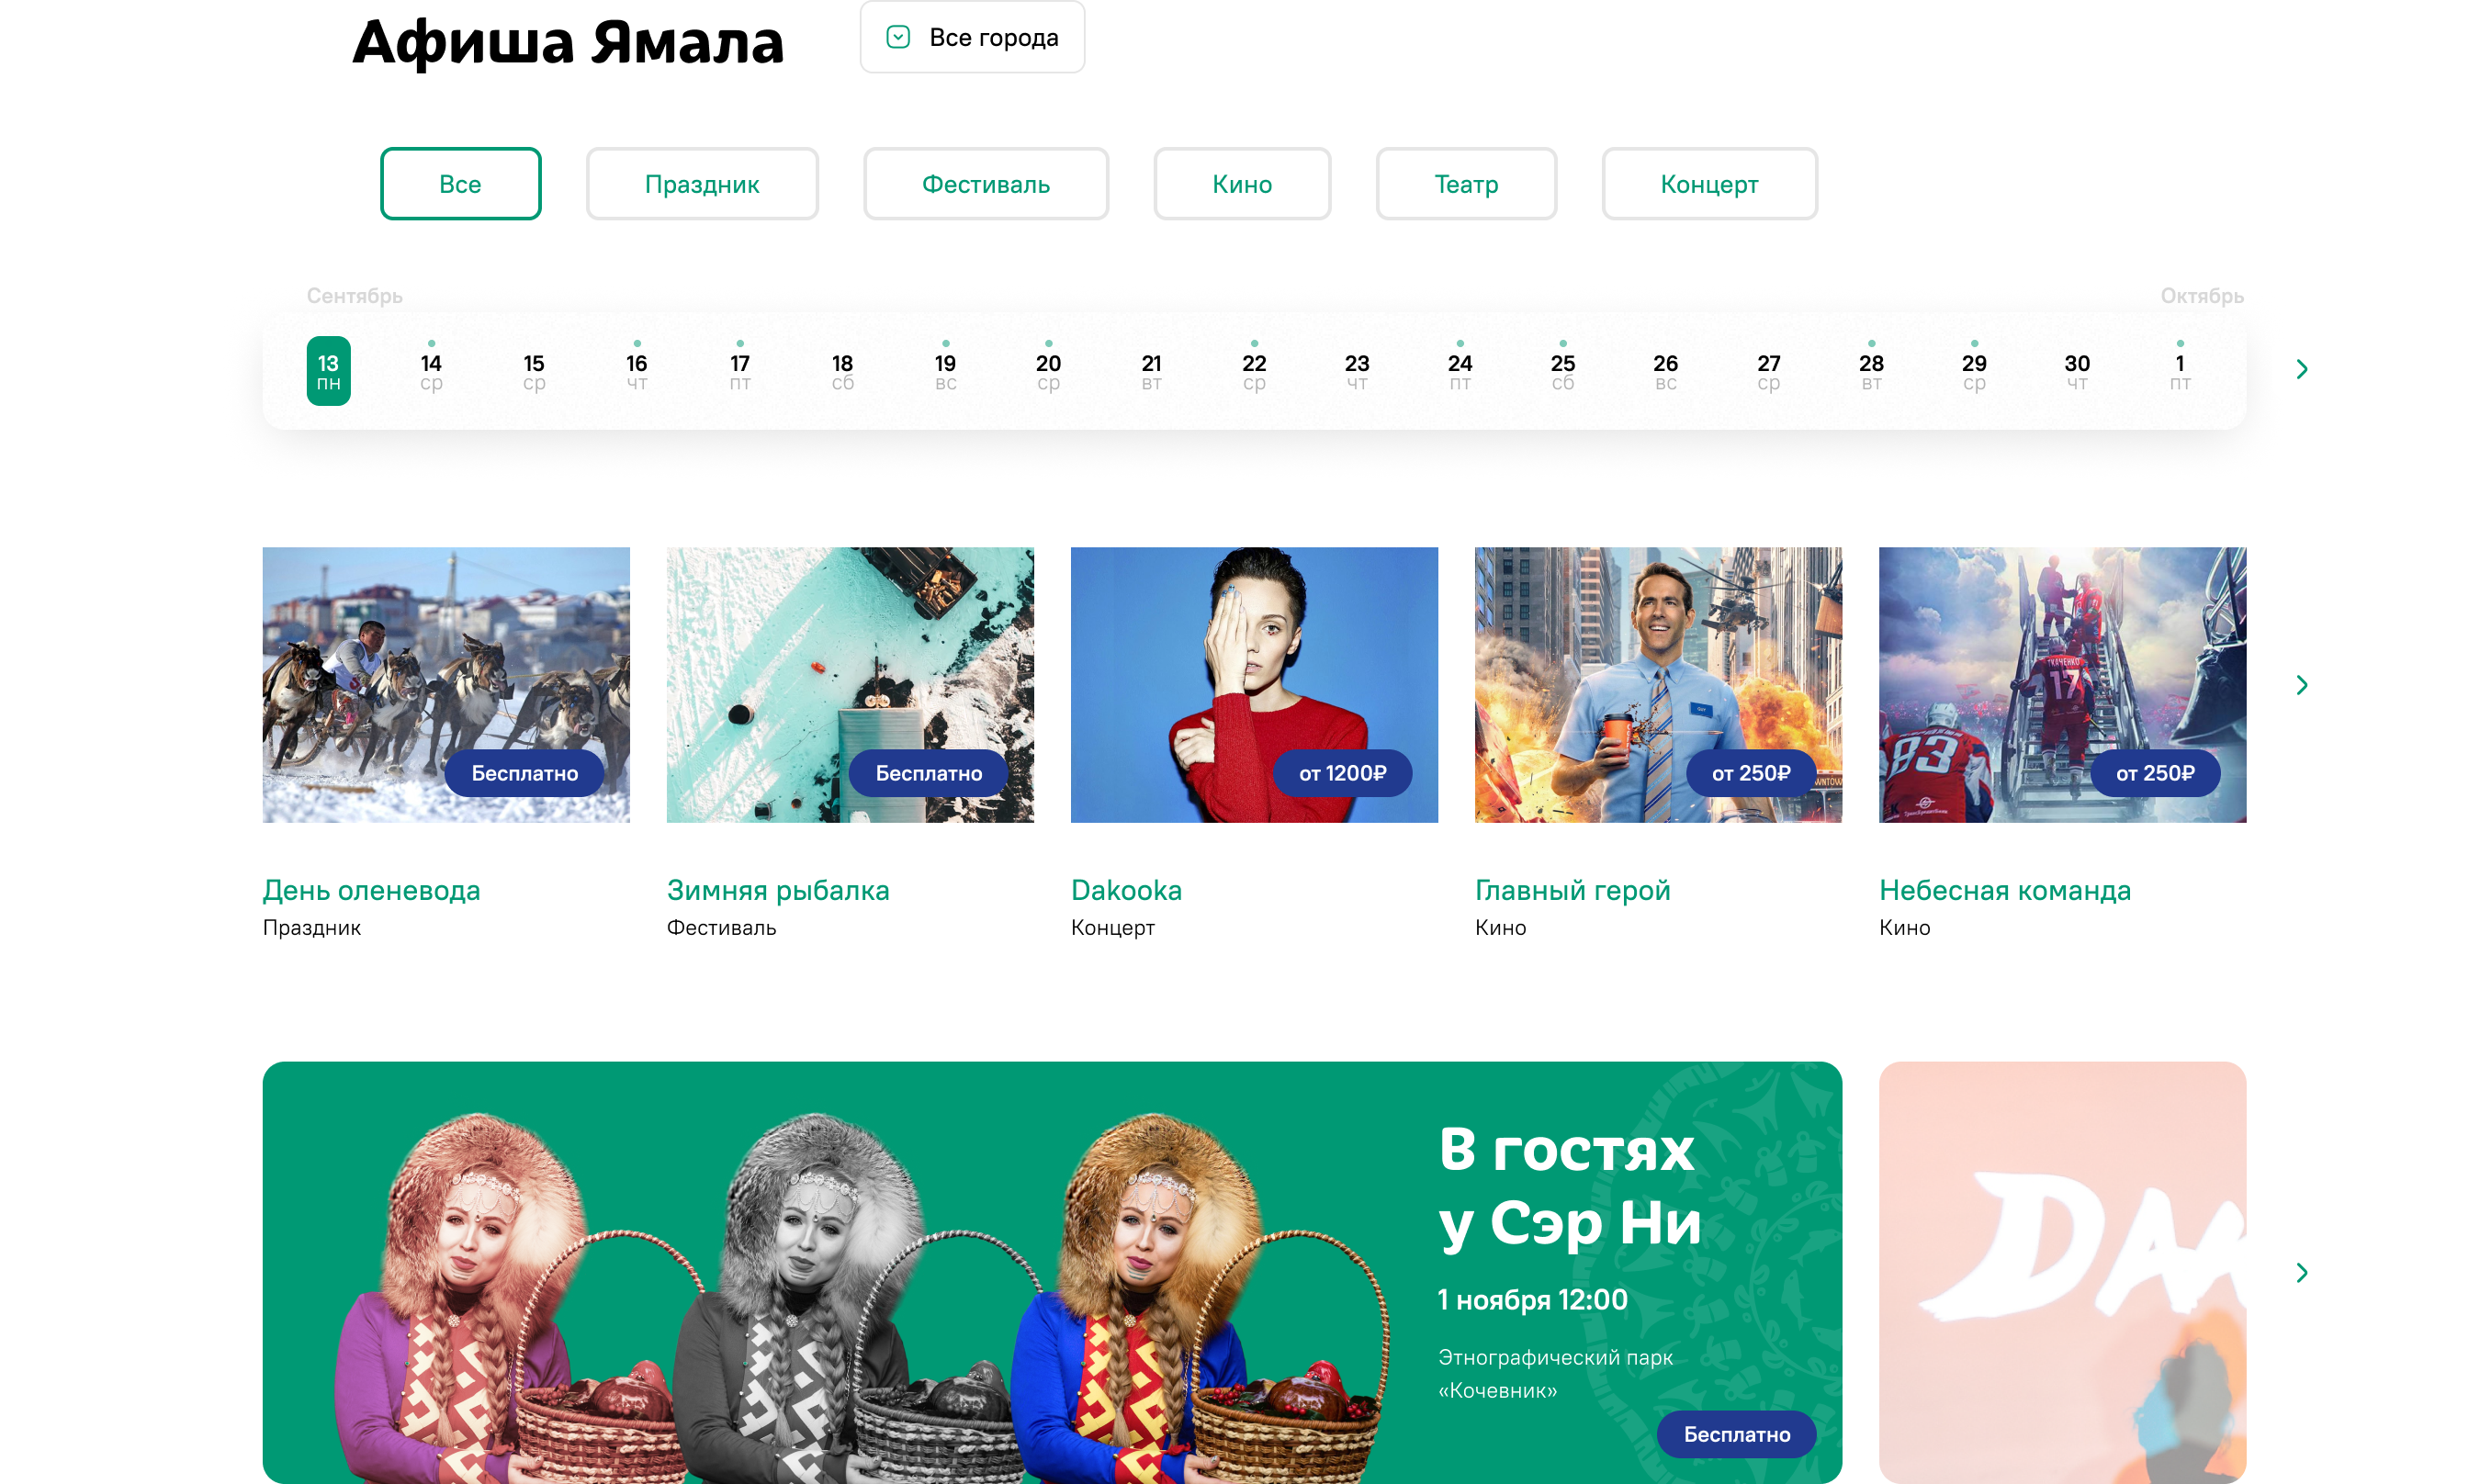 Афиша Ямала
Все города
Все Праздник Фестиваль Кино Театр Концерт
Сентябрь Октябрь
13 14 15 16 17 18 19 20 21 22 23 24 25 26 27 28 29 30 1
пн ср ср чт пт сб вс ср вт ср чт пт сб вс ср вт ср чт пт
ТКАЧЕНКО
17
83
GUY
Бесплатно Бесплатно от 1200₽ от 250₽ от 250₽
День оленевода Зимняя рыбалка Dakooka Главный герой Небесная команда
Праздник Фестиваль Концерт Кино Кино
В гостях
у Сэр Ни
1 ноября 12:00
Этнографический парк
«Кочевник»
Бесплатно